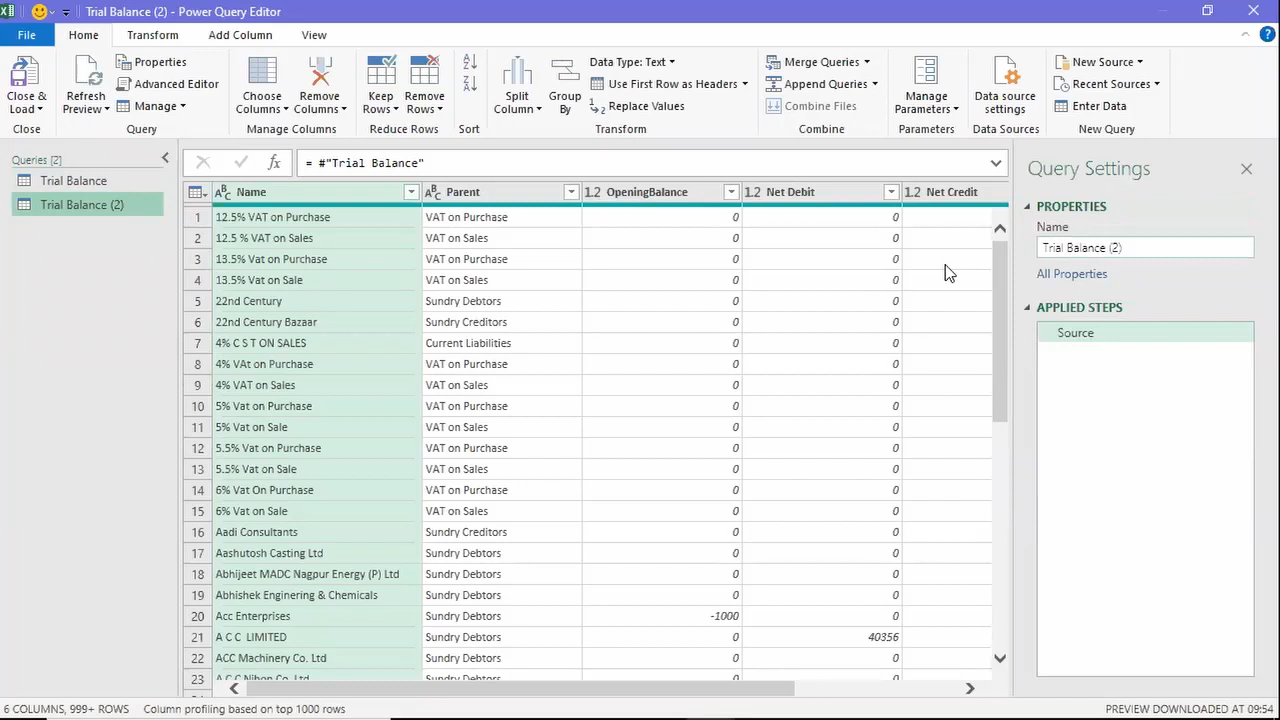 Trial Balance (2) - Power Query Editor
File Home Transform Add Column View
Close & Load
Close
Refresh Preview
Properties
Advanced Editor
Manage
Query
Choose Columns
Remove Columns
Manage Columns
Keep Rows
Remove Rows
Reduce Rows
Sort
Split Column
Group By
Data Type: Text
Use First Row as Headers
Replace Values
Transform
Merge Queries
Append Queries
Combine Files
Combine
Manage Parameters
Parameters
Data source settings
Data Sources
New Source
Recent Sources
Enter Data
New Query
Queries [2]
Trial Balance
Trial Balance (2)
fx = #"Trial Balance"
ABC Name ABC Parent 1.2 OpeningBalance 1.2 Net Debit 1.2 Net Credit
1 12.5% VAT on Purchase VAT on Purchase 0 0
2 12.5 % VAT on Sales VAT on Sales 0 0
3 13.5% Vat on Purchase VAT on Purchase 0 0
4 13.5% Vat on Sale VAT on Sales 0 0
5 22nd Century Sundry Debtors 0 0
6 22nd Century Bazaar Sundry Creditors 0 0
7 4% C S T ON SALES Current Liabilities 0 0
8 4% VAt on Purchase VAT on Purchase 0 0
9 4% VAT on Sales VAT on Sales 0 0
10 5% Vat on Purchase VAT on Purchase 0 0
11 5% Vat on Sale VAT on Sales 0 0
12 5.5% Vat on Purchase VAT on Purchase 0 0
13 5.5% Vat on Sale VAT on Sales 0 0
14 6% Vat On Purchase VAT on Purchase 0 0
15 6% Vat on Sale VAT on Sales 0 0
16 Aadi Consultants Sundry Creditors 0 0
17 Aashutosh Casting Ltd Sundry Debtors 0 0
18 Abhijeet MADC Nagpur Energy (P) Ltd Sundry Debtors 0 0
19 Abhishek Enginering & Chemicals Sundry Debtors 0 0
20 Acc Enterprises Sundry Debtors -1000 0
21 A C C LIMITED Sundry Debtors 0 40356
22 ACC Machinery Co. Ltd Sundry Debtors 0 0
23 A C C Nihon Co. Ltd Sundry Debtors 0 0
Query Settings
PROPERTIES
Name
Trial Balance (2)
All Properties
APPLIED STEPS
Source
6 COLUMNS, 999+ ROWS Column profiling based on top 1000 rows PREVIEW DOWNLOADED AT 09:54